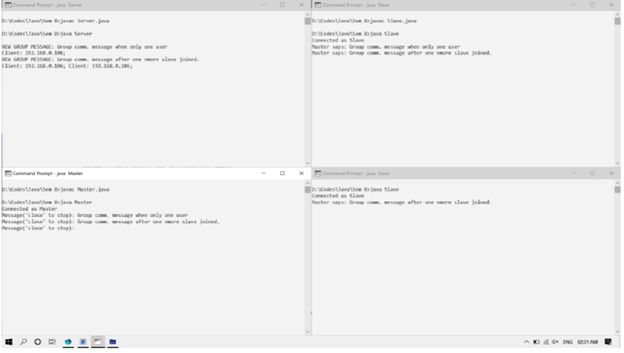 Command Prompt - java Server
D:\Codes\Java\Sem 8>javac Server.java
D:\Codes\Java\Sem 8>java Server
NEW GROUP MESSAGE: Group comm. message when only one user
Client: 192.168.0.106;
NEW GROUP MESSAGE: Group comm. message after one nmore slave joined.
Client: 192.168.0.106; Client: 192.168.0.106;
Command Prompt - java Slave
D:\Codes\Java\Sem 8>javac Slave.java
D:\Codes\Java\Sem 8>java Slave
Connected as Slave
Master says: Group comm. message when only one user
Master says: Group comm. message after one nmore slave joined.
Command Prompt - java Master
D:\Codes\Java\Sem 8>javac Master.java
D:\Codes\Java\Sem 8>java Master
Connected as Master
Message('close' to stop): Group comm. message when only one user
Message('close' to stop): Group comm. message after one nmore slave joined.
Message('close' to stop):
Command Prompt - java Slave
D:\Codes\Java\Sem 8>java Slave
Connected as Slave
Master says: Group comm. message after one nmore slave joined.
ENG 02:31 AM